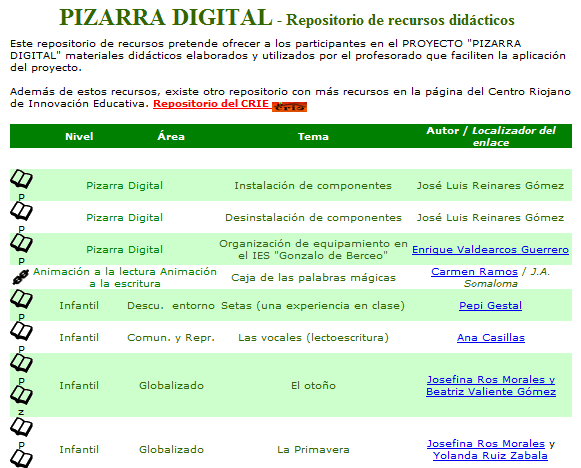 PIZARRA DIGITAL - Repositorio de recursos didácticos
Este repositorio de recursos pretende ofrecer a los participantes en el PROYECTO "PIZARRA
DIGITAL" materiales didácticos elaborados y utilizados por el profesorado que faciliten la aplicación
del proyecto.
Además de estos recursos, existe otro repositorio con más recursos en la página del Centro Riojano
de Innovación Educativa. Repositorio del CRIE
Nivel Área Tema Autor / Localizador del
enlace
P Pizarra Digital Instalación de componentes José Luis Reinares Gómez
P Pizarra Digital Desinstalación de componentes José Luis Reinares Gómez
P Pizarra Digital Organización de equipamiento en
el IES "Gonzalo de Berceo" Enrique Valdearcos Guerrero
Animación a la lectura Animación
a la escritura Caja de las palabras mágicas Carmen Ramos / J.A.
Somaloma
P Infantil Descu. entorno Setas (una experiencia en clase) Pepi Gestal
P Infantil Comun. y Repr. Las vocales (lectoescritura) Ana Casillas
P
z Infantil Globalizado El otoño Josefina Ros Morales y
Beatriz Valiente Gómez
P Infantil Globalizado La Primavera Josefina Ros Morales y
Yolanda Ruiz Zabala